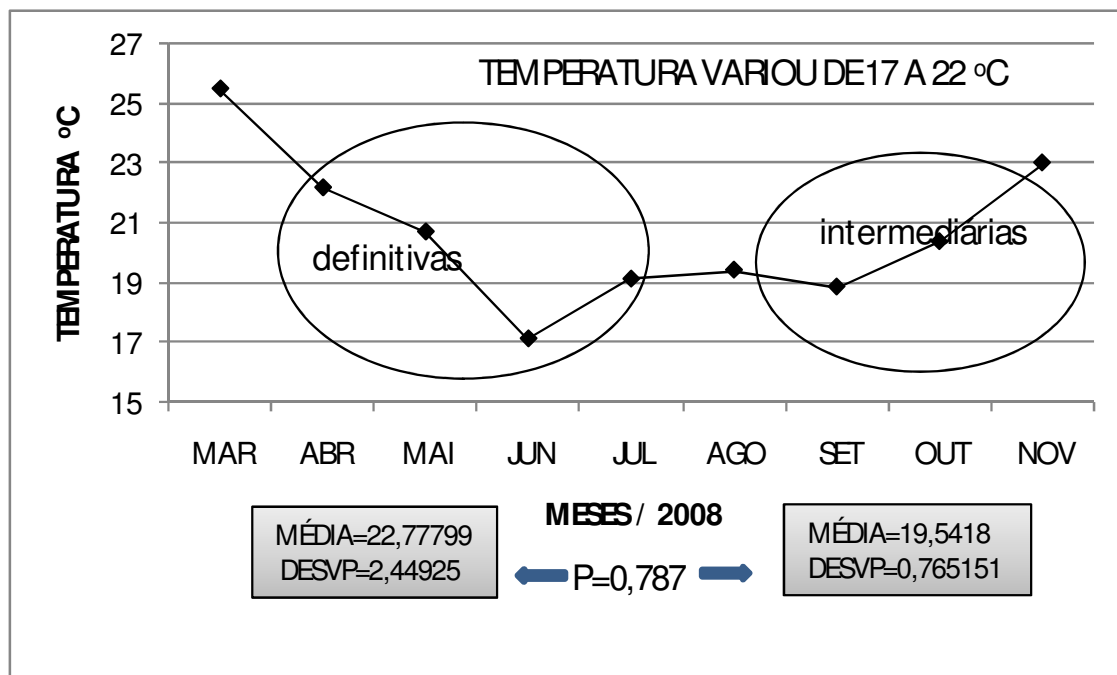 27
25
23
21
19
17
15
TEMPERATURA ºC
TEMPERATURA VARIOU DE 17 A 22 ºC
definitivas
intermediárias
MAR ABR MAI JUN JUL AGO SET OUT NOV
MESES / 2008
MÉDIA=22,77799
DESVP=2,44925
P=0,787
MÉDIA=19,5418
DESVP=0,765151